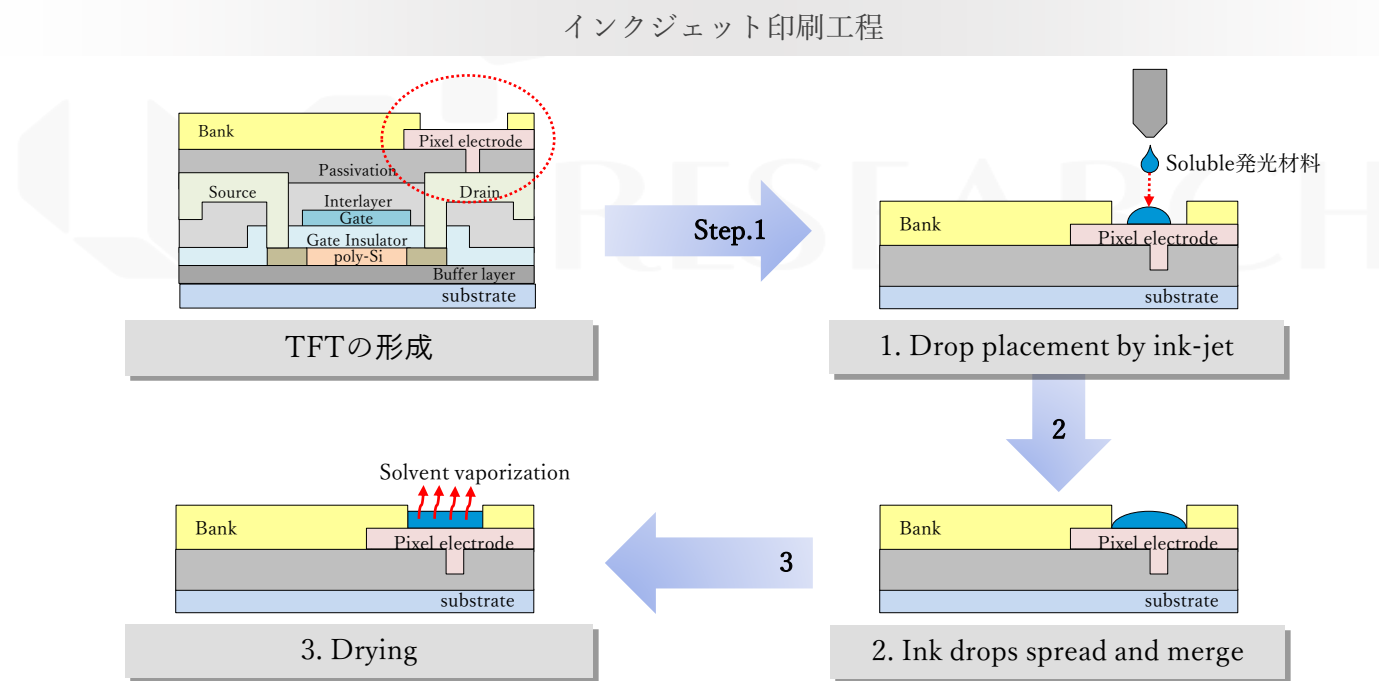 インクジェット印刷工程
Bank
Pixel electrode
Passivation
Source
Drain
Interlayer
Gate
Gate Insulator
poly-Si
Buffer layer
substrate
TFTの形成
Step.1
Soluble発光材料
Bank
Pixel electrode
substrate
1. Drop placement by ink-jet
2
Bank
Pixel electrode
substrate
2. Ink drops spread and merge
3
Solvent vaporization
Bank
Pixel electrode
substrate
3. Drying
RESEARCH